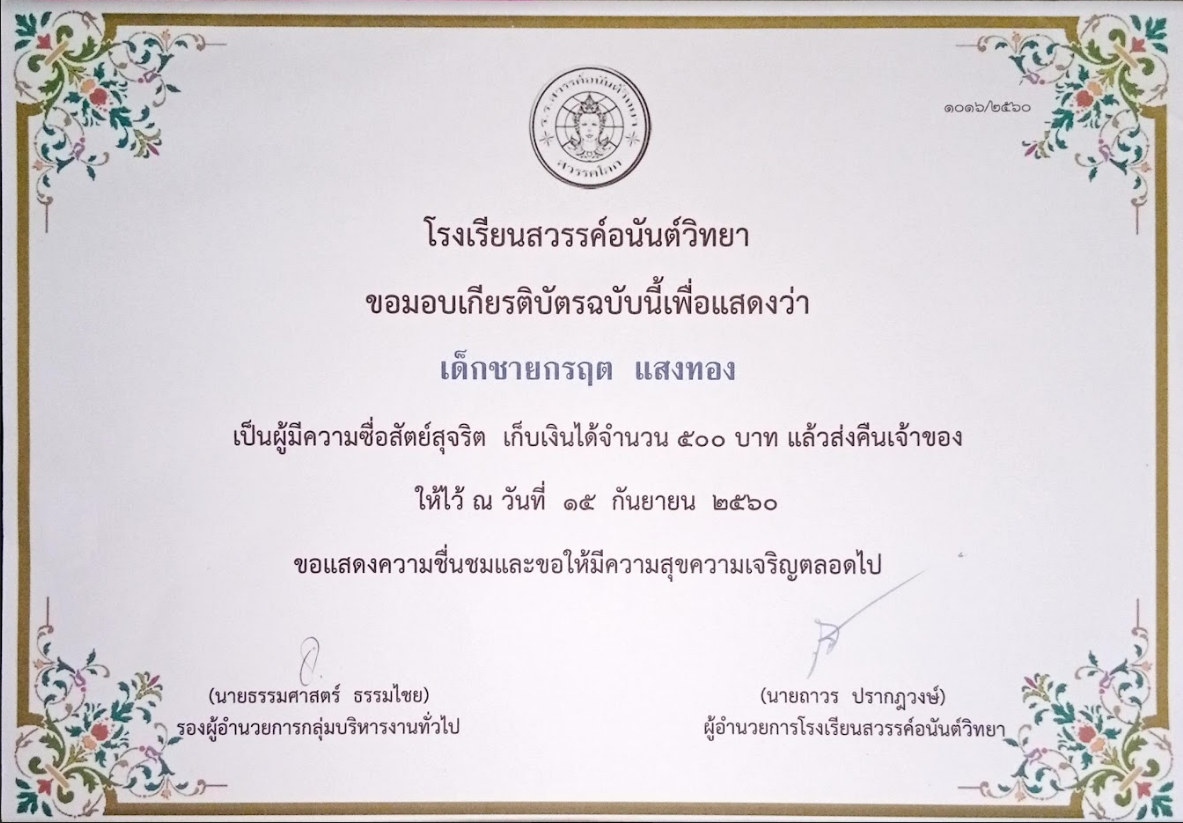 ร.ร.สวรรค์อนันต์วิทยา
สวรรคโลก
๑๐๑๖/๒๕๖๐
โรงเรียนสวรรค์อนันต์วิทยา
ขอมอบเกียรติบัตรฉบับนี้เพื่อแสดงว่า
เด็กชายกรฤต แสงทอง
เป็นผู้มีความซื่อสัตย์สุจริต เก็บเงินได้จำนวน ๕๐๐ บาท แล้วส่งคืนเจ้าของ
ให้ไว้ ณ วันที่ ๑๕ กันยายน ๒๕๖๐
ขอแสดงความชื่นชมและขอให้มีความสุขความเจริญตลอดไป
(นายธรรมศาสตร์ ธรรมไชย)
รองผู้อำนวยการกลุ่มบริหารงานทั่วไป
(นายถาวร ปรากฎวงษ์)
ผู้อำนวยการโรงเรียนสวรรค์อนันต์วิทยา